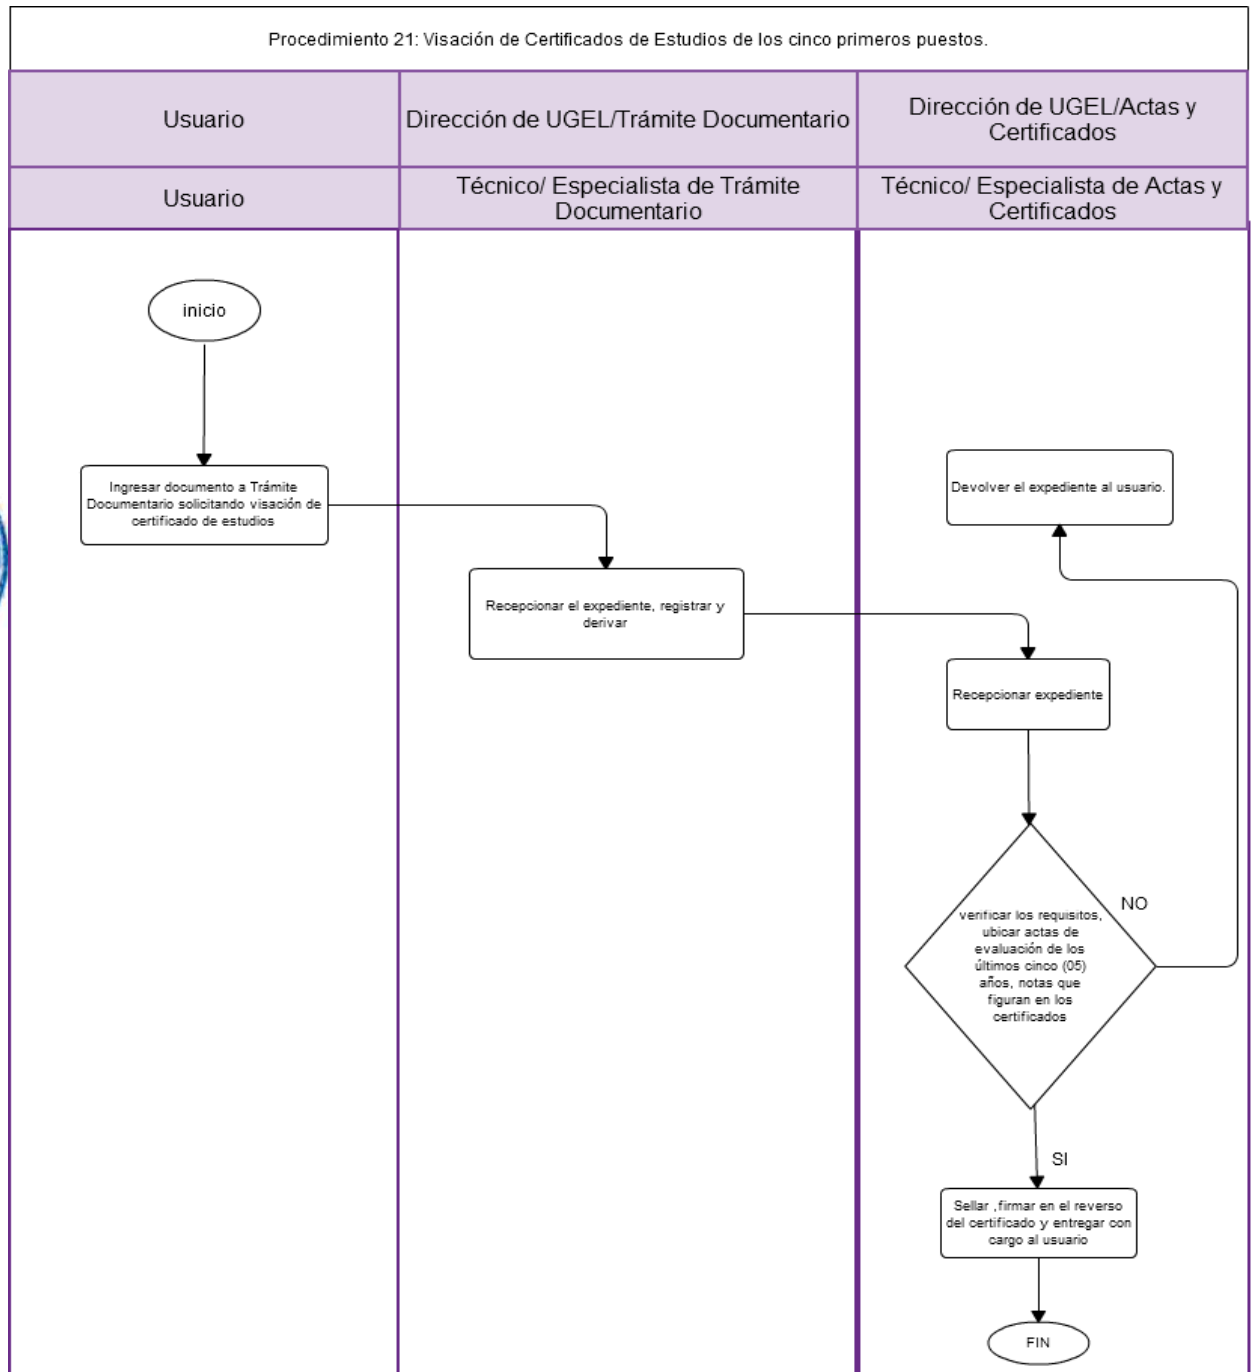 Procedimiento 21: Visación de Certificados de Estudios de los cinco primeros puestos.
Usuario
Dirección de UGEL/Trámite Documentario
Dirección de UGEL/Actas y
Certificados
Usuario
Técnico/ Especialista de Trámite
Documentario
Técnico/ Especialista de Actas y
Certificados
inicio
Ingresar documento a Trámite
Documentario solicitando visación de
certificado de estudios
Recepcionar el expediente, registrar y
derivar
Devolver el expediente al usuario.
Recepcionar expediente
verificar los requisitos,
ubicar actas de
evaluación de los
últimos cinco (05)
años, notas que
figuran en los
certificados
NO
SI
Sellar ,firmar en el reverso
del certificado y entregar con
cargo al usuario
FIN